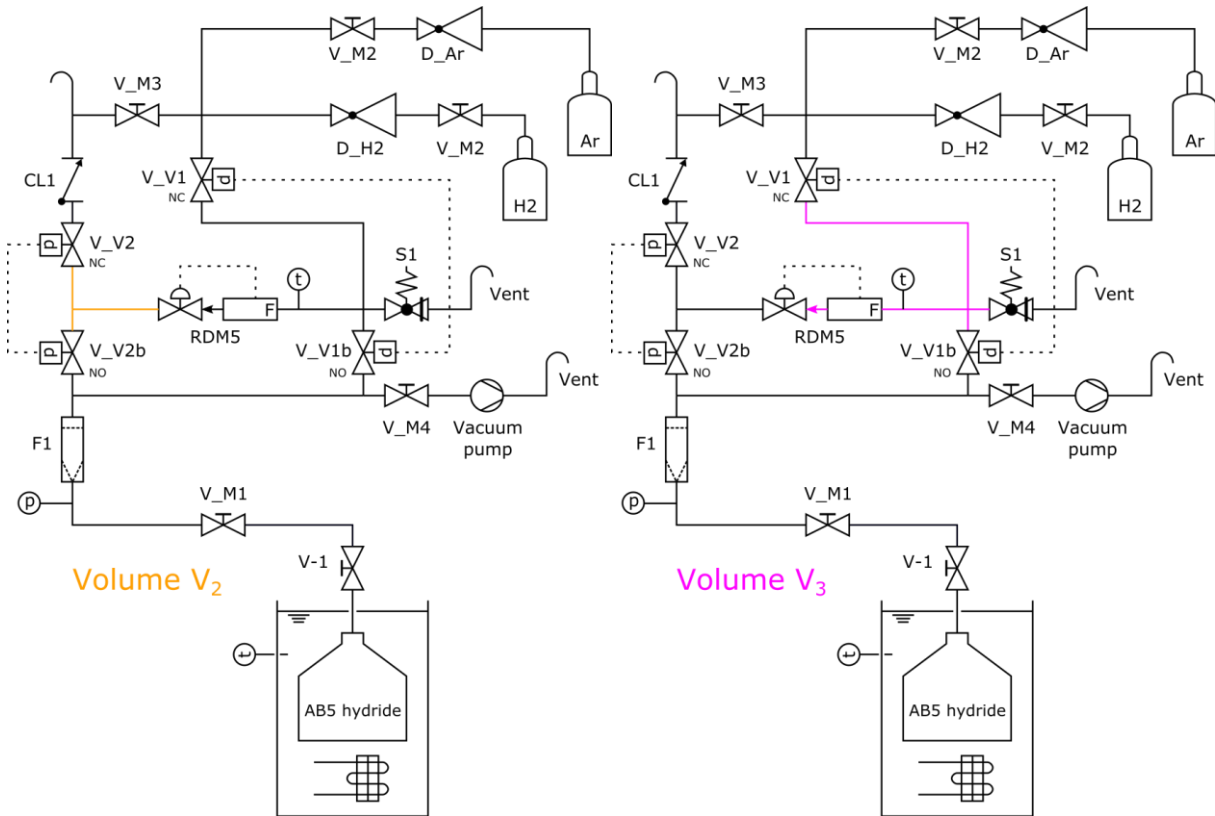 V_M2
D_Ar
V_M3
D_H2
V_M2
Ar
H2
CL1
V_V1
NC
d
p
V_V2
NC
S1
t
Vent
F
RDM5
p
V_V2b
NO
V_V1b
NO
d
Vent
V_M4
Vacuum
pump
F1
p
V_M1
V-1
Volume V₂
t
AB5 hydride
V_M2
D_Ar
V_M3
D_H2
V_M2
Ar
H2
CL1
V_V1
NC
d
p
V_V2
NC
S1
t
Vent
F
RDM5
p
V_V2b
NO
V_V1b
NO
d
Vent
V_M4
Vacuum
pump
F1
p
V_M1
V-1
Volume V₃
t
AB5 hydride